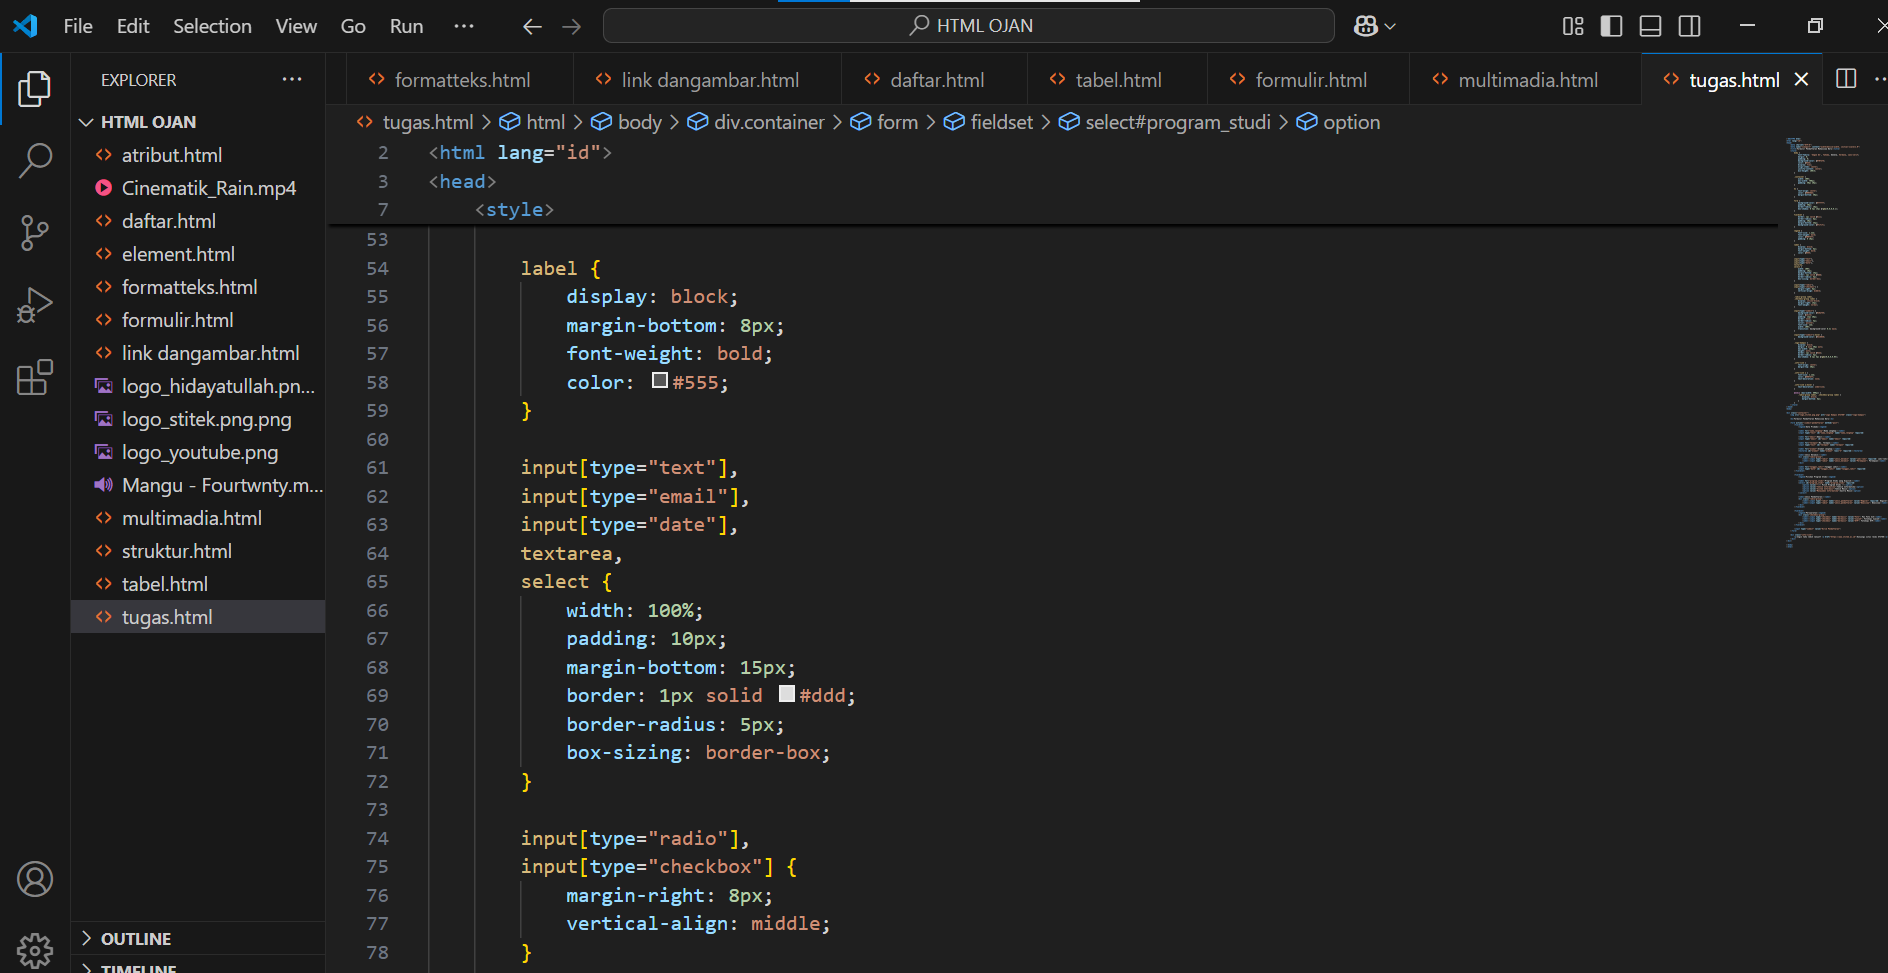 File Edit Selection View Go Run ··· HTML OJAN
EXPLORER ···
HTML OJAN
atribut.html
Cinematik_Rain.mp4
daftar.html
element.html
formatteks.html
formulir.html
link dangambar.html
logo_hidayatullah.pn...
logo_stitek.png.png
logo_youtube.png
Mangu - Fourtwnty.m...
multimadia.html
struktur.html
tabel.html
tugas.html
OUTLINE
TIMELINE
formatteks.html link dangambar.html daftar.html tabel.html formulir.html multimadia.html tugas.html
tugas.html > html > body > div.container > form > fieldset > select#program_studi > option
2 <html lang="id">
3 <head>
7 <style>
53
54 label {
55 display: block;
56 margin-bottom: 8px;
57 font-weight: bold;
58 color: #555;
59 }
60
61 input[type="text"],
62 input[type="email"],
63 input[type="date"],
64 textarea,
65 select {
66 width: 100%;
67 padding: 10px;
68 margin-bottom: 15px;
69 border: 1px solid #ddd;
70 border-radius: 5px;
71 box-sizing: border-box;
72 }
73
74 input[type="radio"],
75 input[type="checkbox"] {
76 margin-right: 8px;
77 vertical-align: middle;
78 }